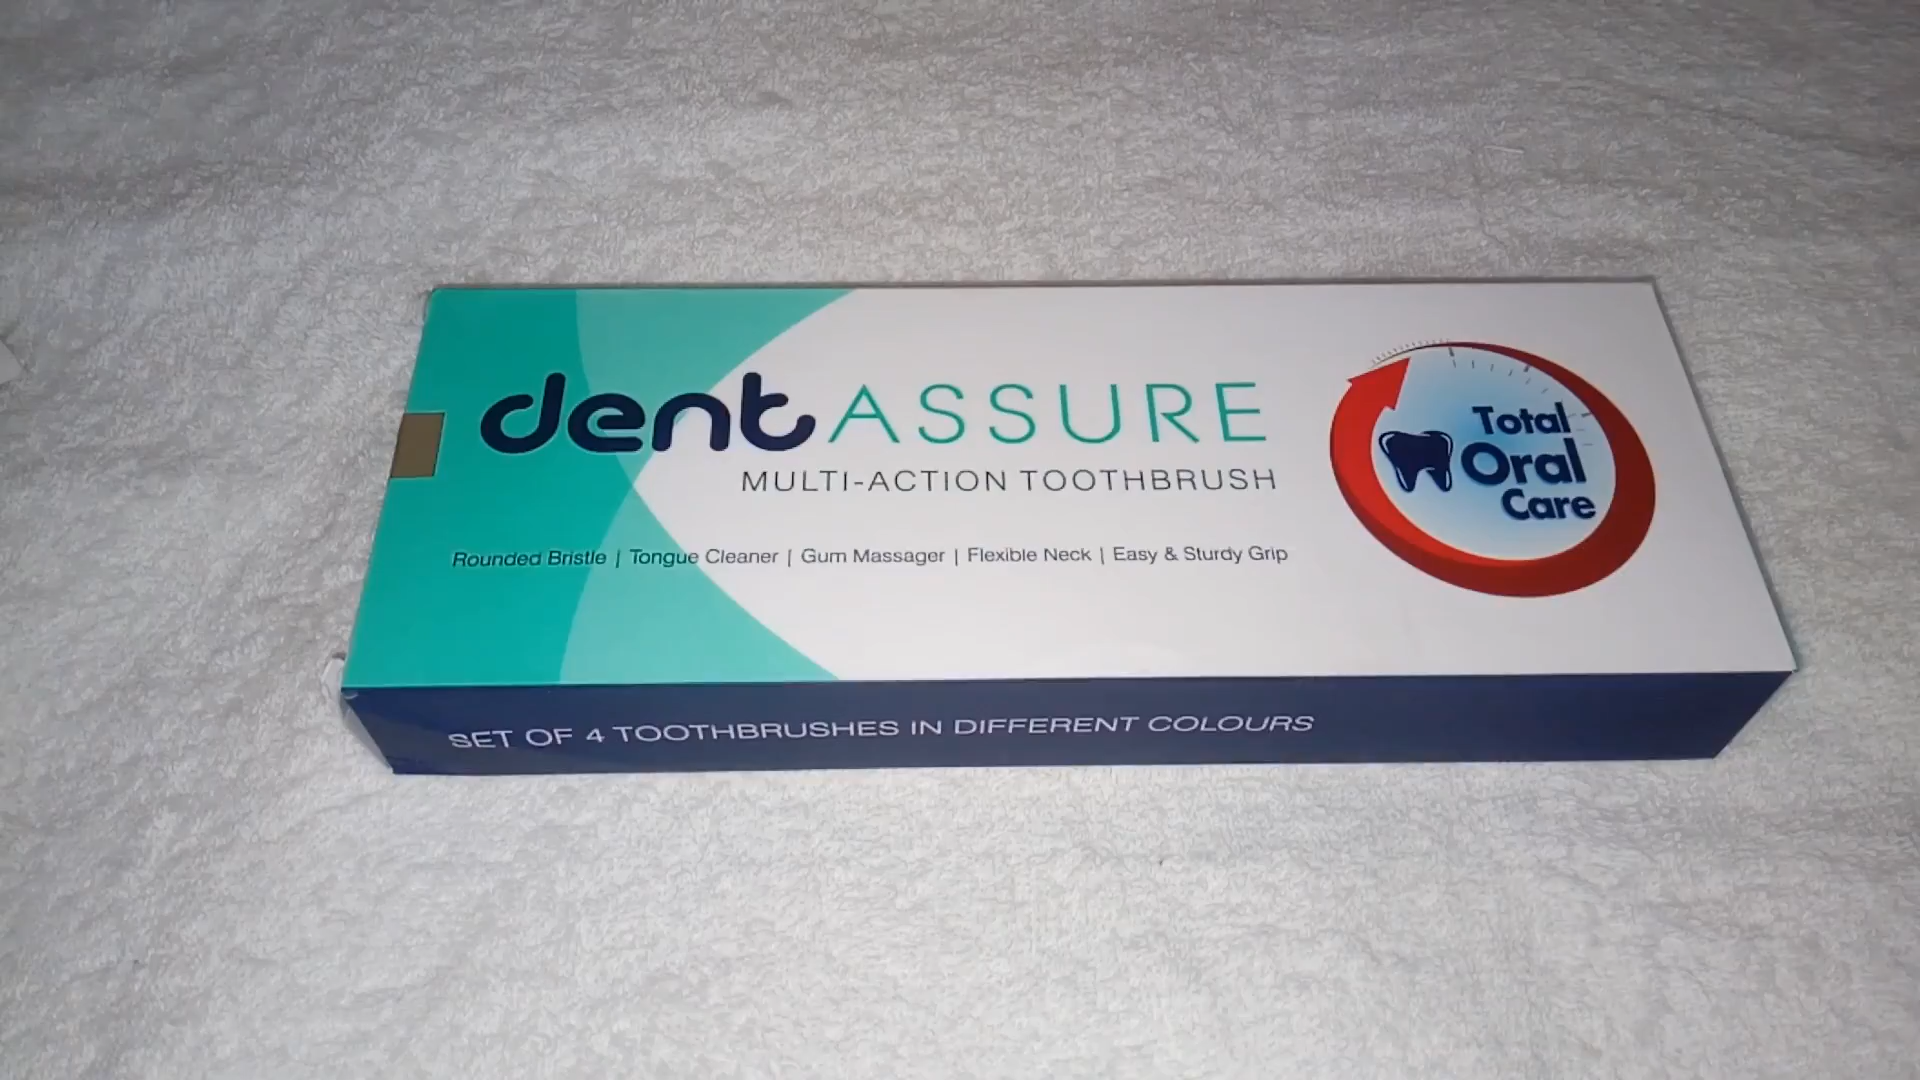 dentASSURE
MULTI-ACTION TOOTHBRUSH
Rounded Bristle | Tongue Cleaner | Gum Massager | Flexible Neck | Easy & Sturdy Grip
Total
Oral
Care
SET OF 4 TOOTHBRUSHES IN DIFFERENT COLOURS